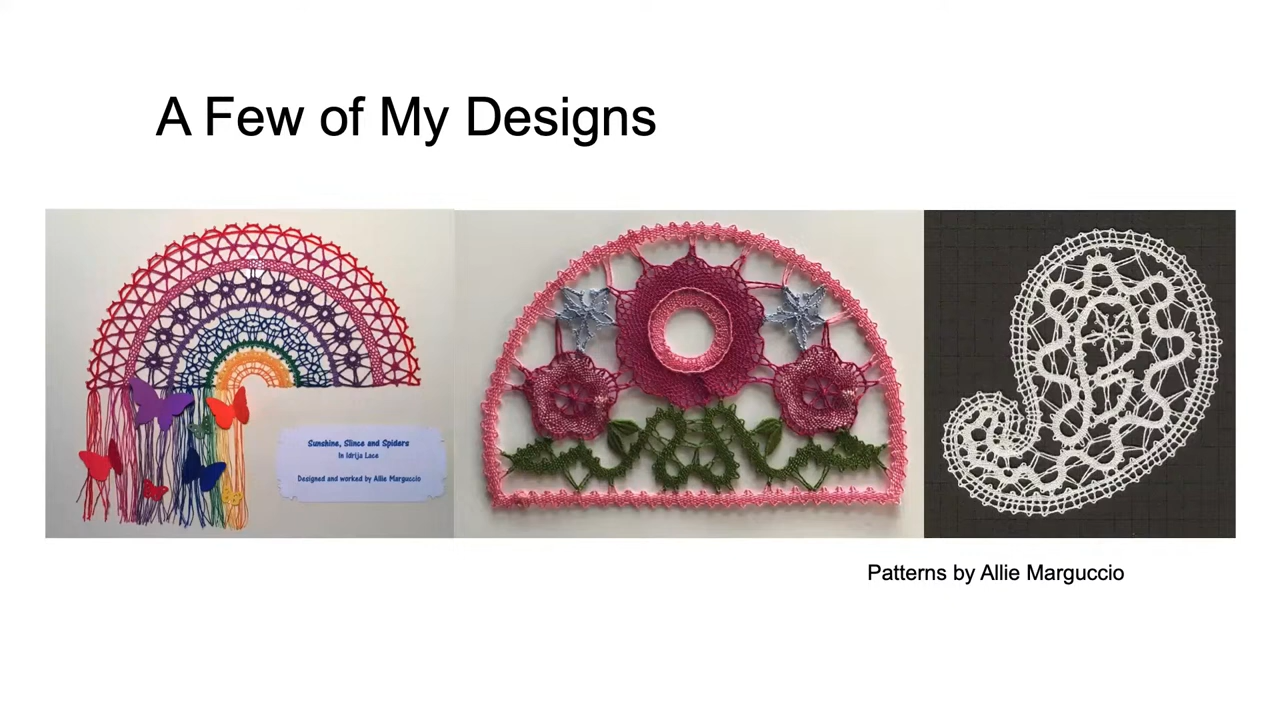 A Few of My Designs
Sunshine, Slince and Spiders
In Idrija Lace
Designed and worked by Allie Marguccio
Patterns by Allie Marguccio